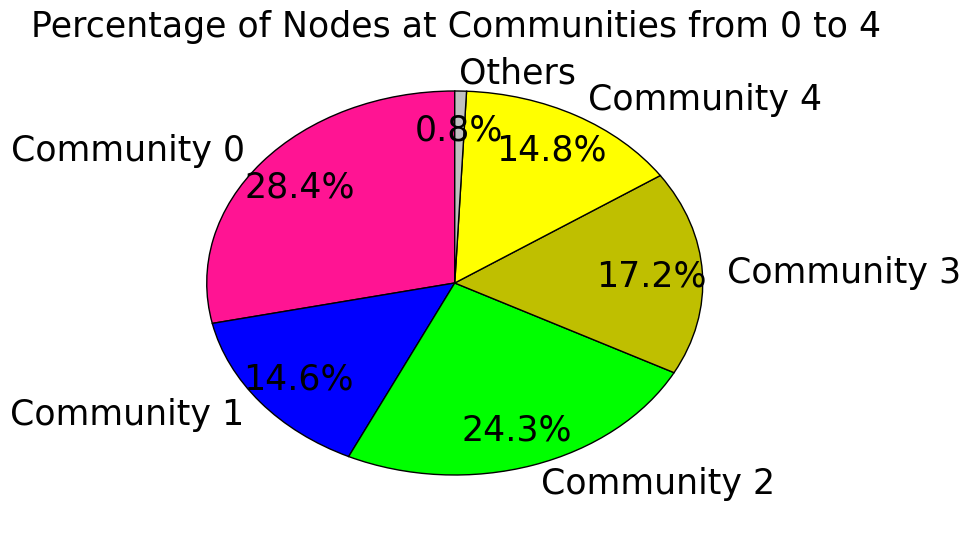 Percentage of Nodes at Communities from 0 to 4
Others
Community 4
0.8%
14.8%
Community 0
28.4%
17.2%
Community 3
14.6%
Community 1
24.3%
Community 2